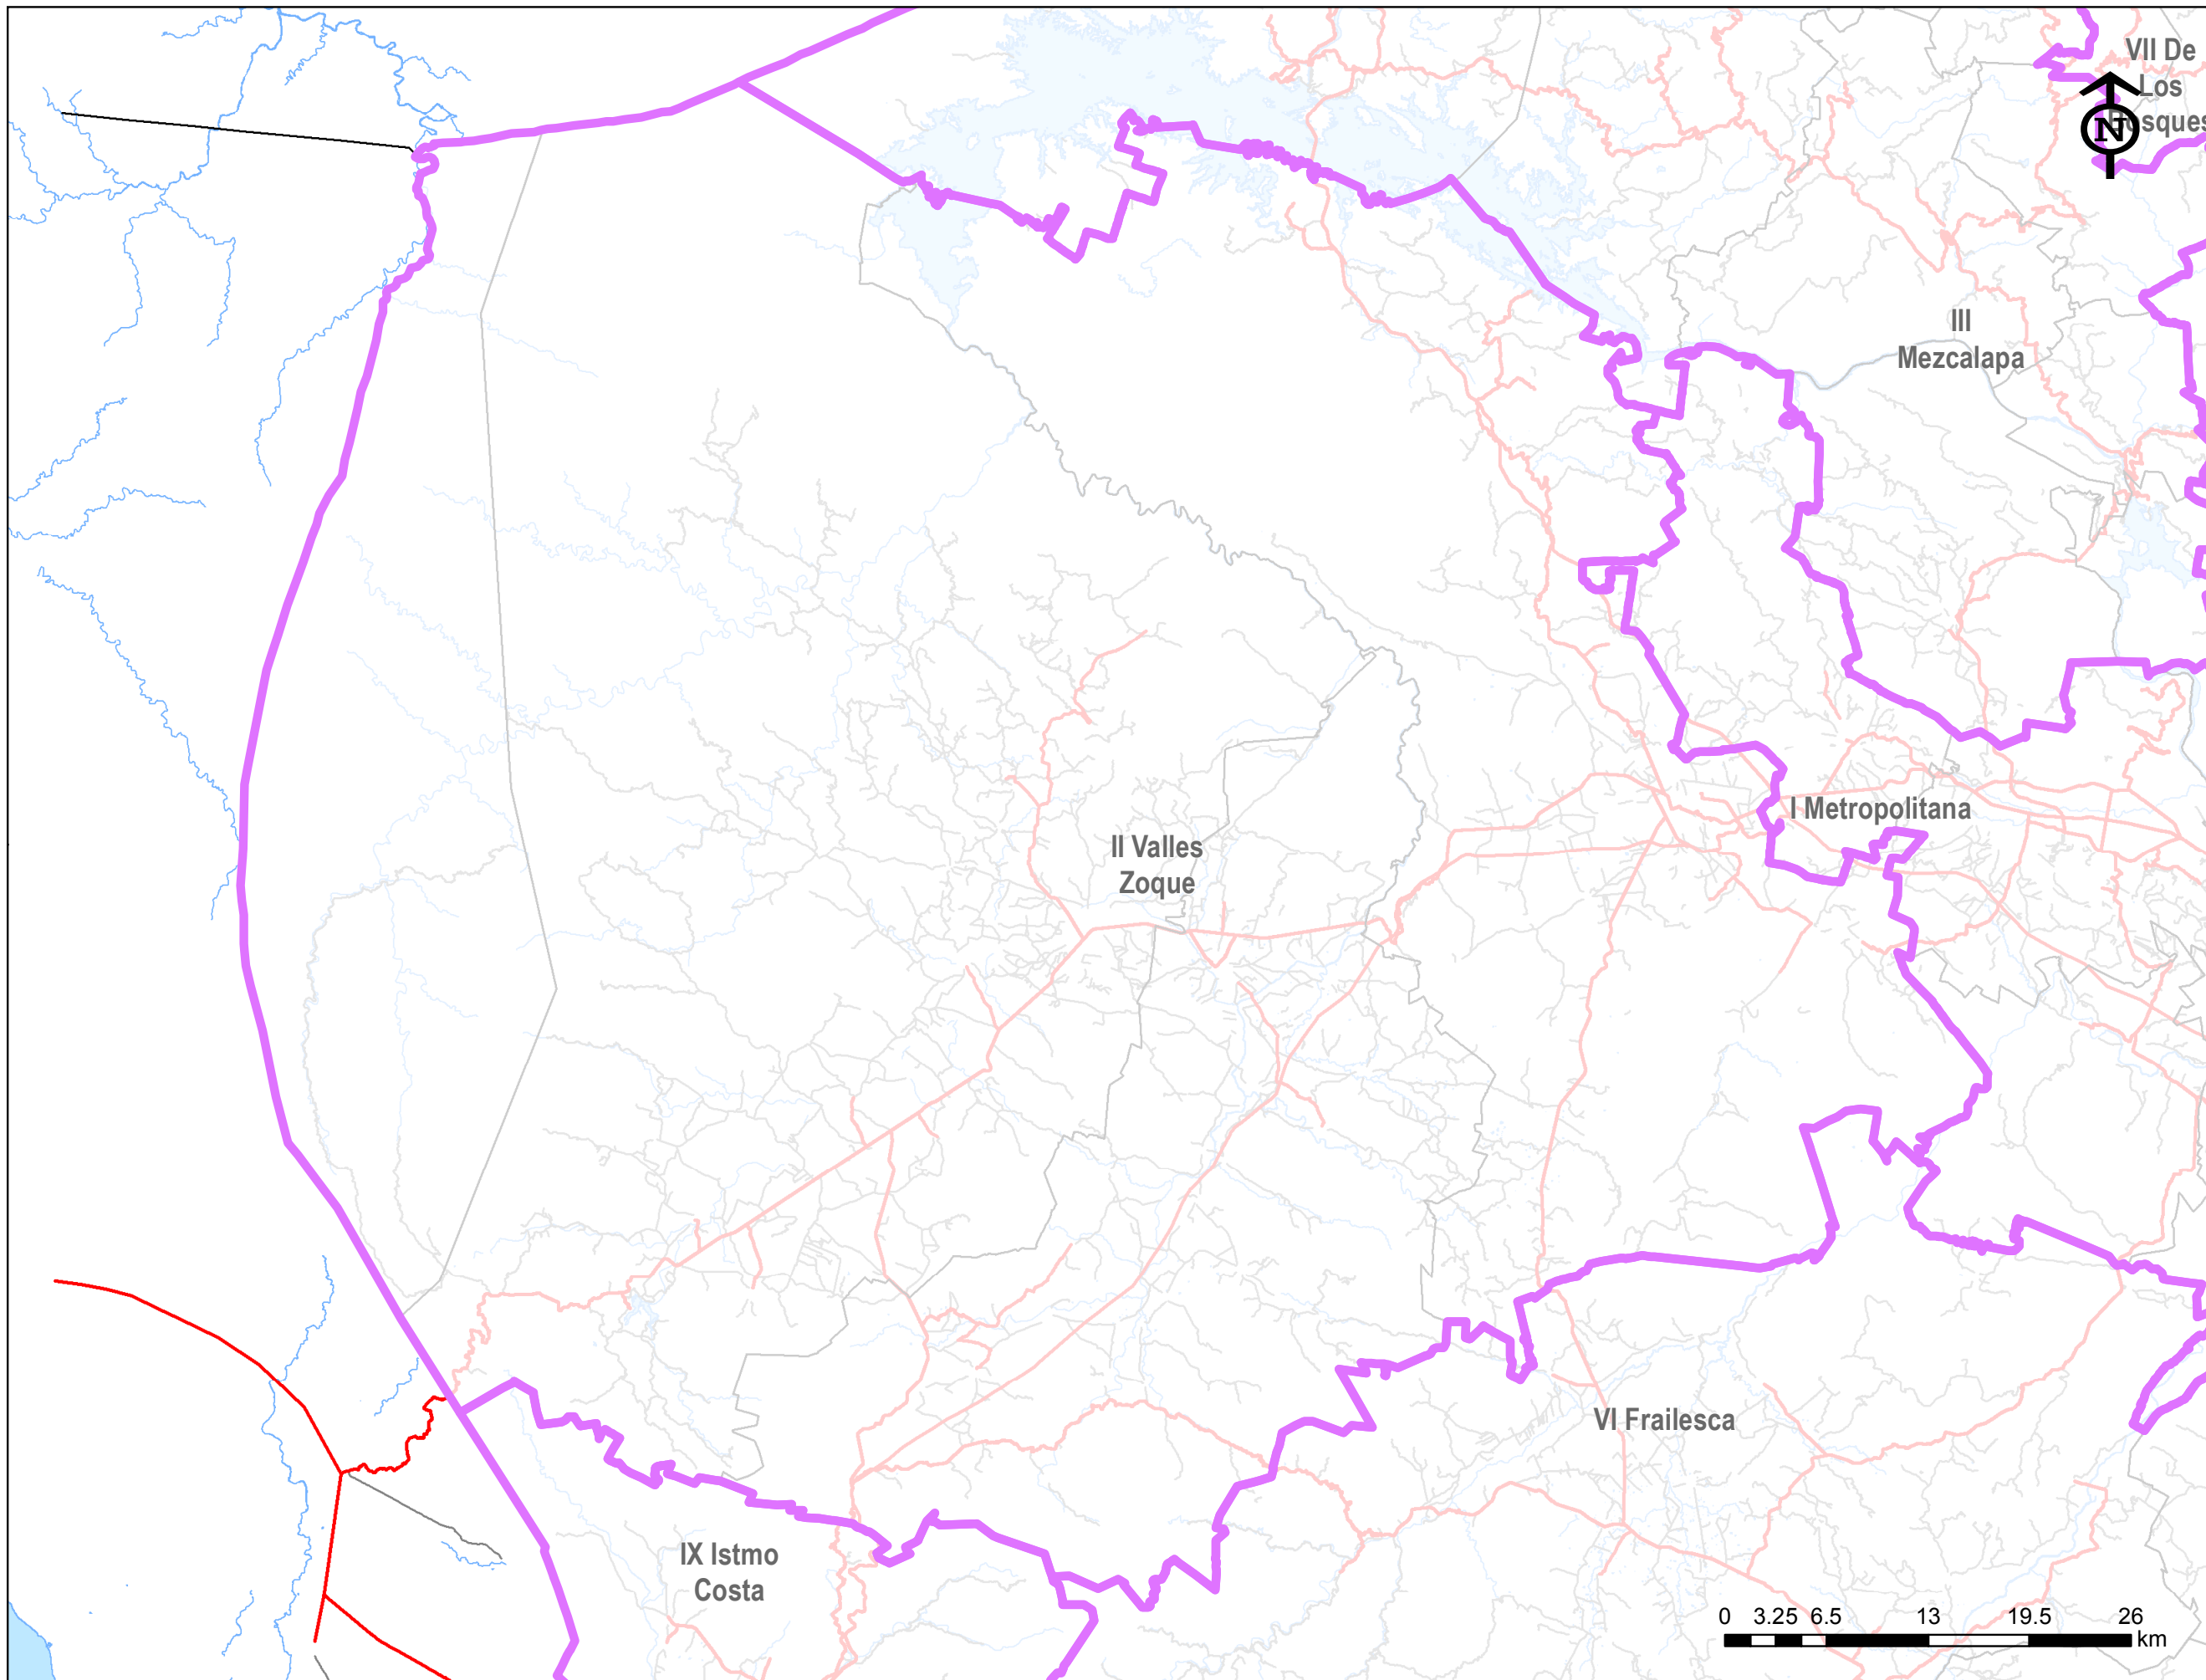 VII De
Los
Bosques
N
III
Mezcalapa
I Metropolitana
II Valles
Zoque
VI Frailesca
IX Istmo
Costa
0 3.25 6.5 13 19.5 26
km